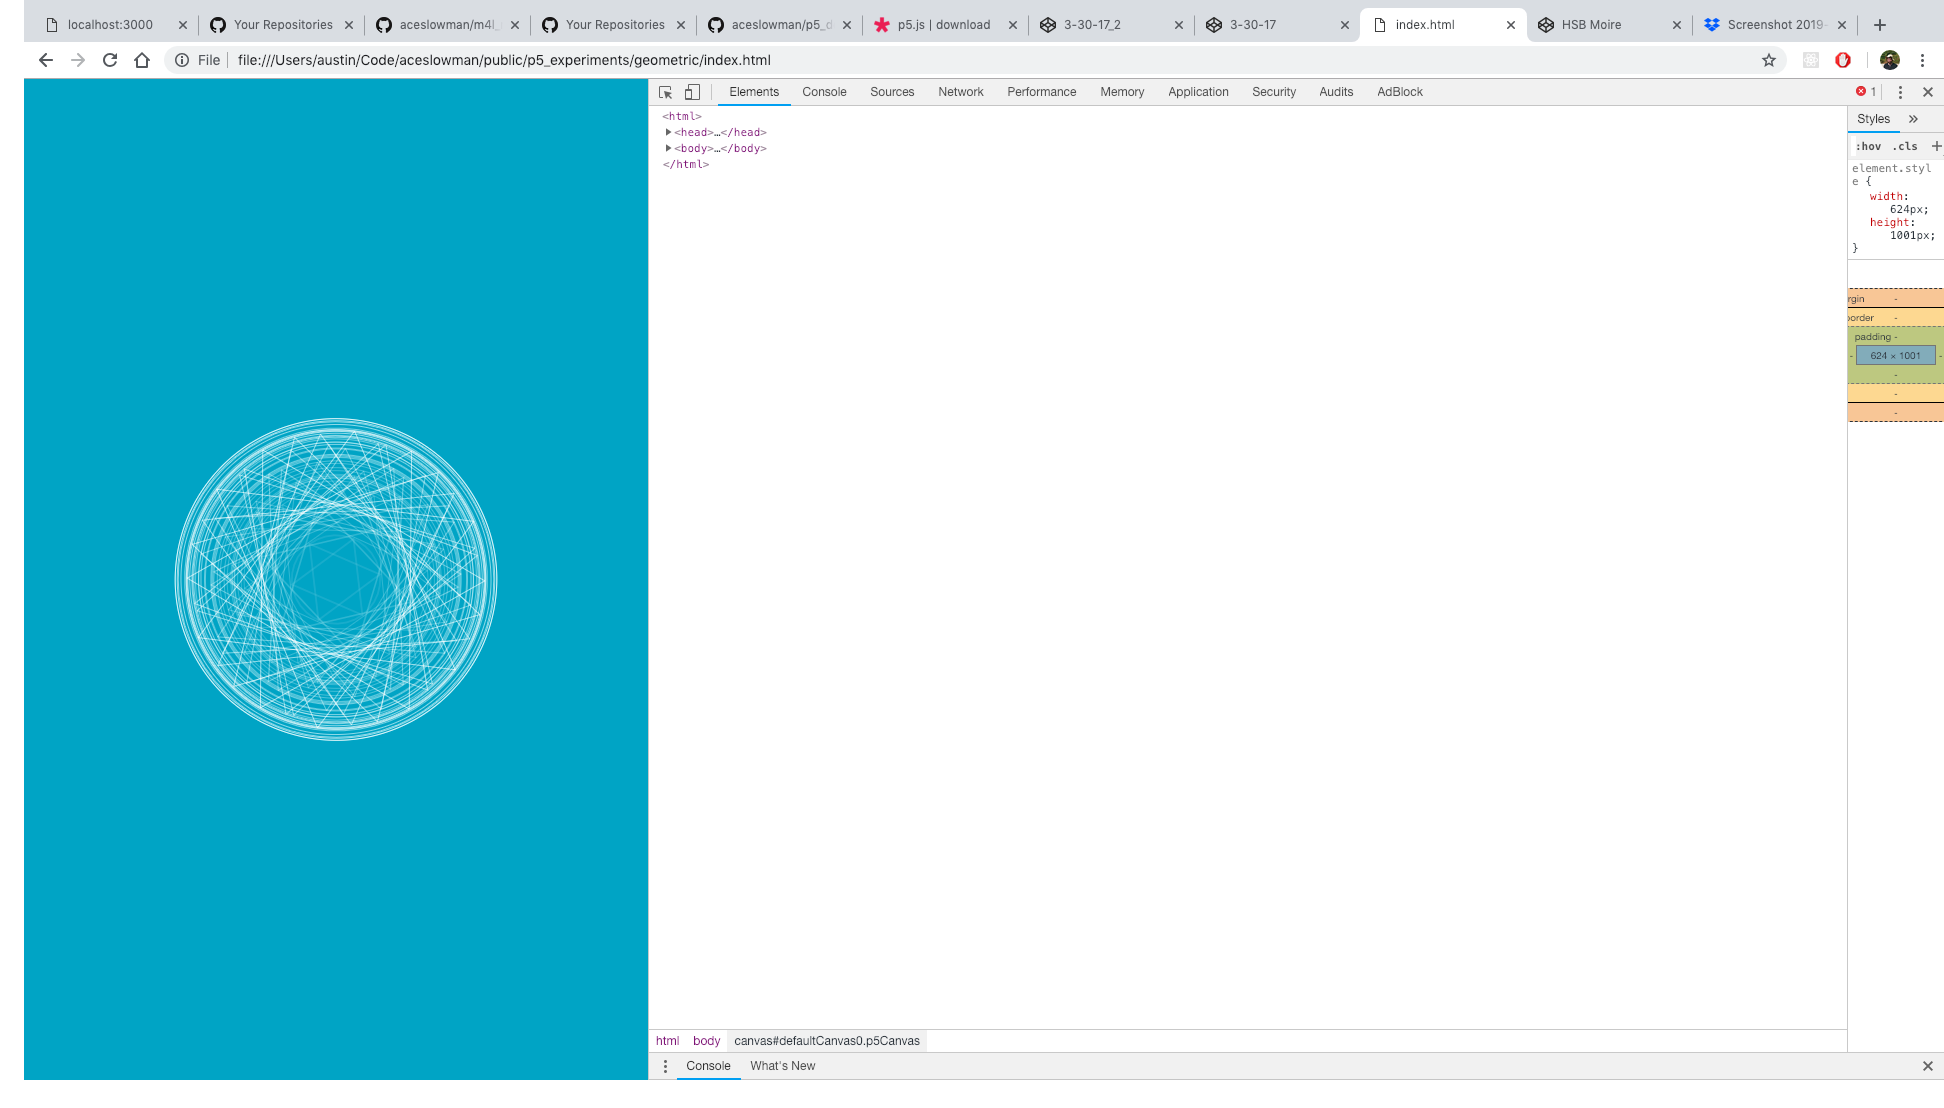 localhost:3000
Your Repositories
aceslowman/m4l_
Your Repositories
aceslowman/p5_d
p5.js | download
3-30-17_2
3-30-17
index.html
HSB Moire
Screenshot 2019-
File
file:///Users/austin/Code/aceslowman/public/p5_experiments/geometric/index.html
Elements Console Sources Network Performance Memory Application Security Audits AdBlock
1
<html>
<head>…</head>
<body>…</body>
</html>
Styles »
:hov .cls +
element.styl
e {
width:
624px;
height:
1001px;
}
rgin -
order -
padding -
- 624 × 1001 -
-
-
-
html body canvas#defaultCanvas0.p5Canvas
Console What's New